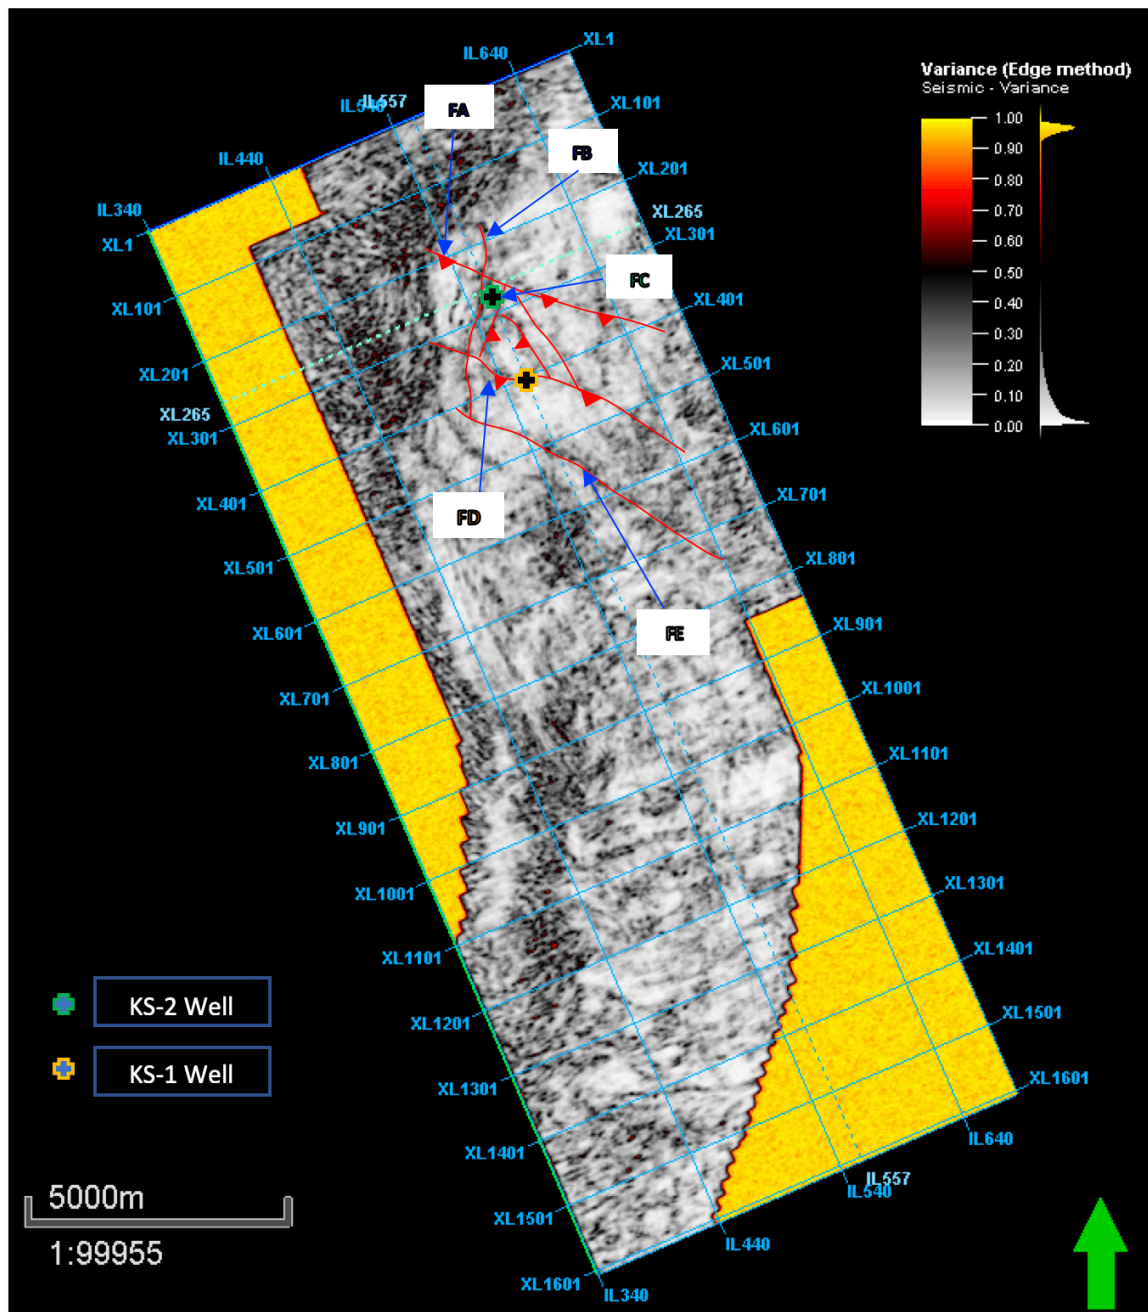 Variance (Edge method)
Seismic - Variance
1.00
0.90
0.80
0.70
0.60
0.50
0.40
0.30
0.20
0.10
0.00
XL1
IL640
XL101
IL557
IL540
FA
FB
IL440
XL201
IL340
XL265
XL1
XL301
FC
XL101
XL401
XL201
XL501
XL265
XL301
XL601
XL401
XL701
FD
XL501
XL801
XL601
FE
XL901
XL701
XL1001
XL801
XL1101
XL901
XL1201
XL1001
XL1301
XL1101
XL1401
KS-2 Well
XL1201
XL1501
KS-1 Well
XL1301
XL1601
XL1401
IL640
IL557
IL540
5000m
XL1501
IL440
1:99955
XL1601
IL340